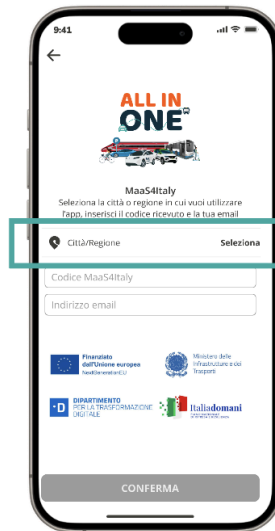 9:41
ALL IN
ONE
MaaS4Italy
Seleziona la città o regione in cui vuoi utilizzare
l'app, inserisci il codice ricevuto e la tua email
Città/Regione Seleziona
Codice MaaS4Italy
Indirizzo email
Finanziato
dall'Unione europea
NextGenerationEU
Ministero delle
Infrastrutture e dei
Trasporti
DIPARTIMENTO
PER LA TRASFORMAZIONE
DIGITALE
Italiadomani
CONFERMA